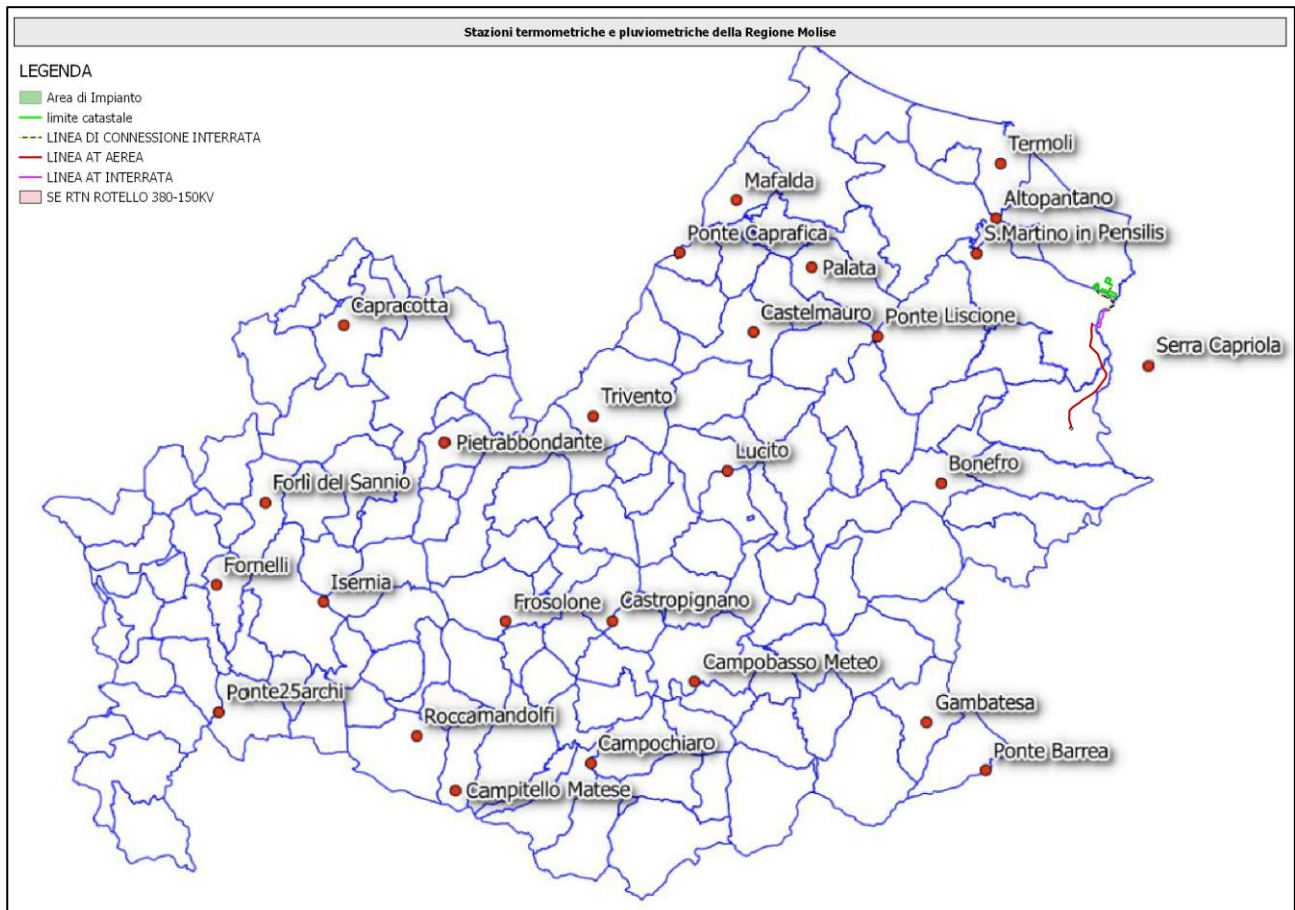 Stazioni termometriche e pluviometriche della Regione Molise
LEGENDA
Area di Impianto
limite catastale
LINEA DI CONNESSIONE INTERRATA
LINEA AT AEREA
LINEA AT INTERRATA
SE RTN ROTELLO 380-150KV
Termoli
Mafalda
Altopantano
Ponte Caprafica
S.Martino in Pensilis
Palata
Capracotta
Castelmauro
Ponte Liscione
Serra Capriola
Trivento
Pietrabbondante
Lucito
Bonefro
Forlì del Sannio
Fornelli
Isernia
Frosolone
Castropignano
Campobasso Meteo
Ponte25archi
Gambatesa
Roccamandolfi
Campochiaro
Ponte Barrea
Campitello Matese